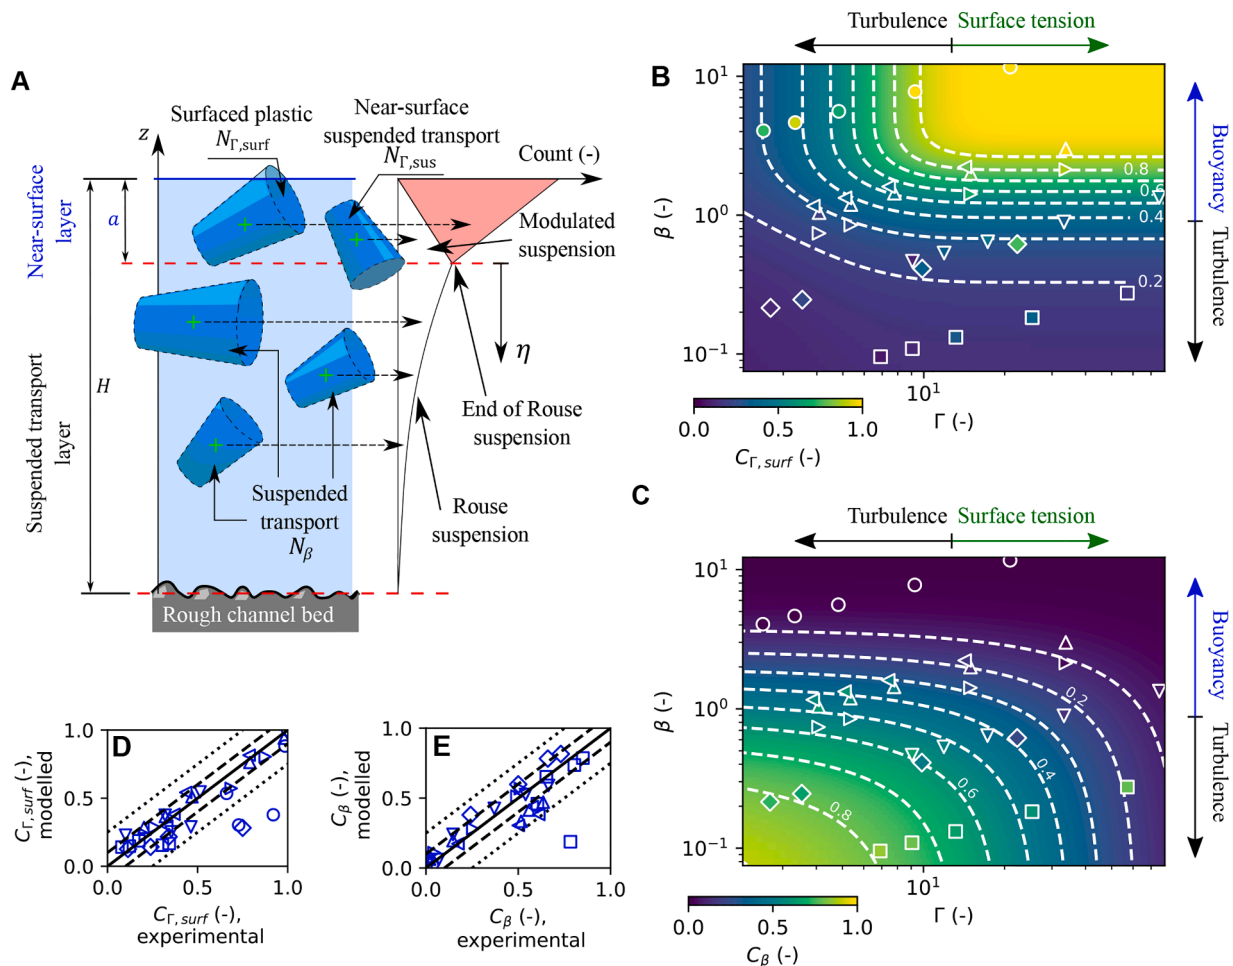 A
z
Surfaced plastic
N_Γ,surf
Near-surface
suspended transport
N_Γ,sus
Count (-)
Near-surface
layer
a
Modulated
suspension
H
η
Suspended transport
layer
End of Rouse
suspension
Suspended
transport
N_β
Rouse
suspension
Rough channel bed
B
Turbulence
Surface tension
10^1
10^0
10^-1
β (-)
0.8
0.6
0.4
0.2
Buoyancy
Turbulence
10^1
Γ (-)
0.0
0.5
1.0
C_Γ, surf (-)
C
Turbulence
Surface tension
10^1
10^0
10^-1
β (-)
0.2
0.4
0.6
0.8
Buoyancy
Turbulence
10^1
Γ (-)
0.0
0.5
1.0
C_β (-)
D
C_Γ, surf (-),
modelled
1.0
0.5
0.0
0.0
0.5
1.0
C_Γ, surf (-),
experimental
E
C_β (-),
modelled
1.0
0.5
0.0
0.0
0.5
1.0
C_β (-),
experimental